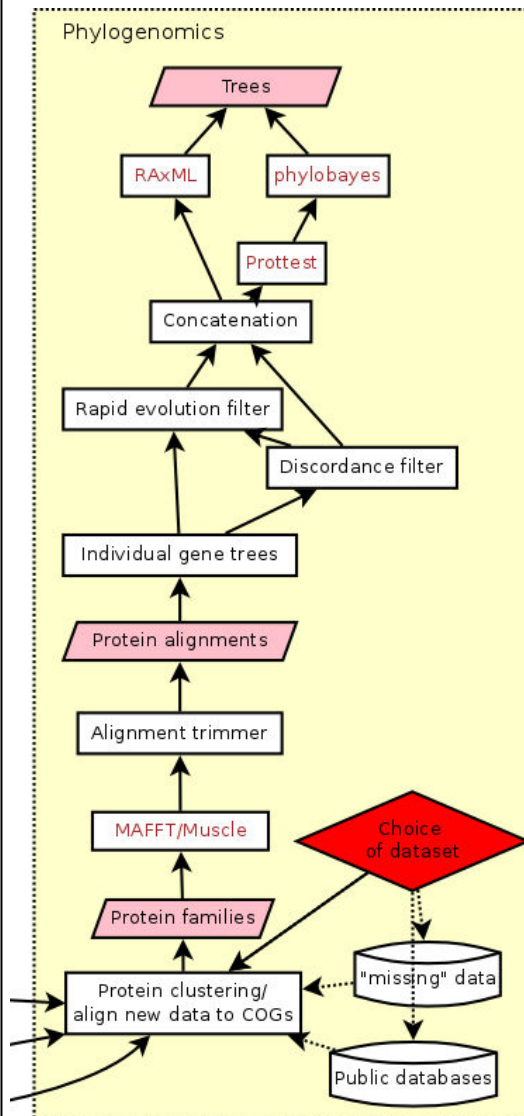 Phylogenomics
Trees
RAxML
phylobayes
Prottest
Concatenation
Rapid evolution filter
Discordance filter
Individual gene trees
Protein alignments
Alignment trimmer
MAFFT/Muscle
Choice
of dataset
Protein families
"missing" data
Protein clustering/
align new data to COGs
Public databases